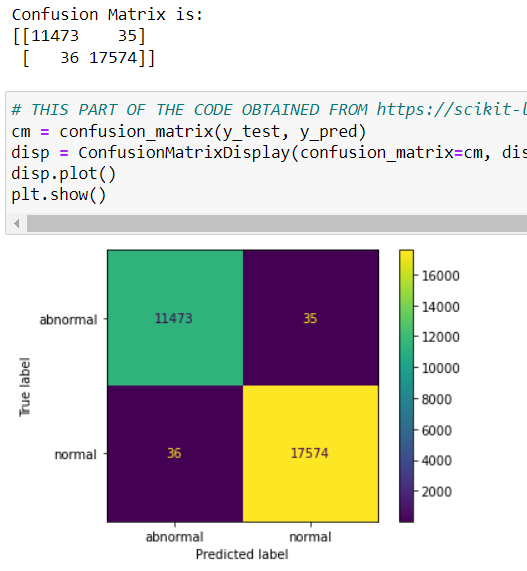 Confusion Matrix is:
[[11473    35]
 [   36 17574]]
# THIS PART OF THE CODE OBTAINED FROM https://scikit-l
cm = confusion_matrix(y_test, y_pred)
disp = ConfusionMatrixDisplay(confusion_matrix=cm, dis
disp.plot()
plt.show()
abnormal
11473
35
normal
36
17574
True label
abnormal
normal
Predicted label
16000
14000
12000
10000
8000
6000
4000
2000